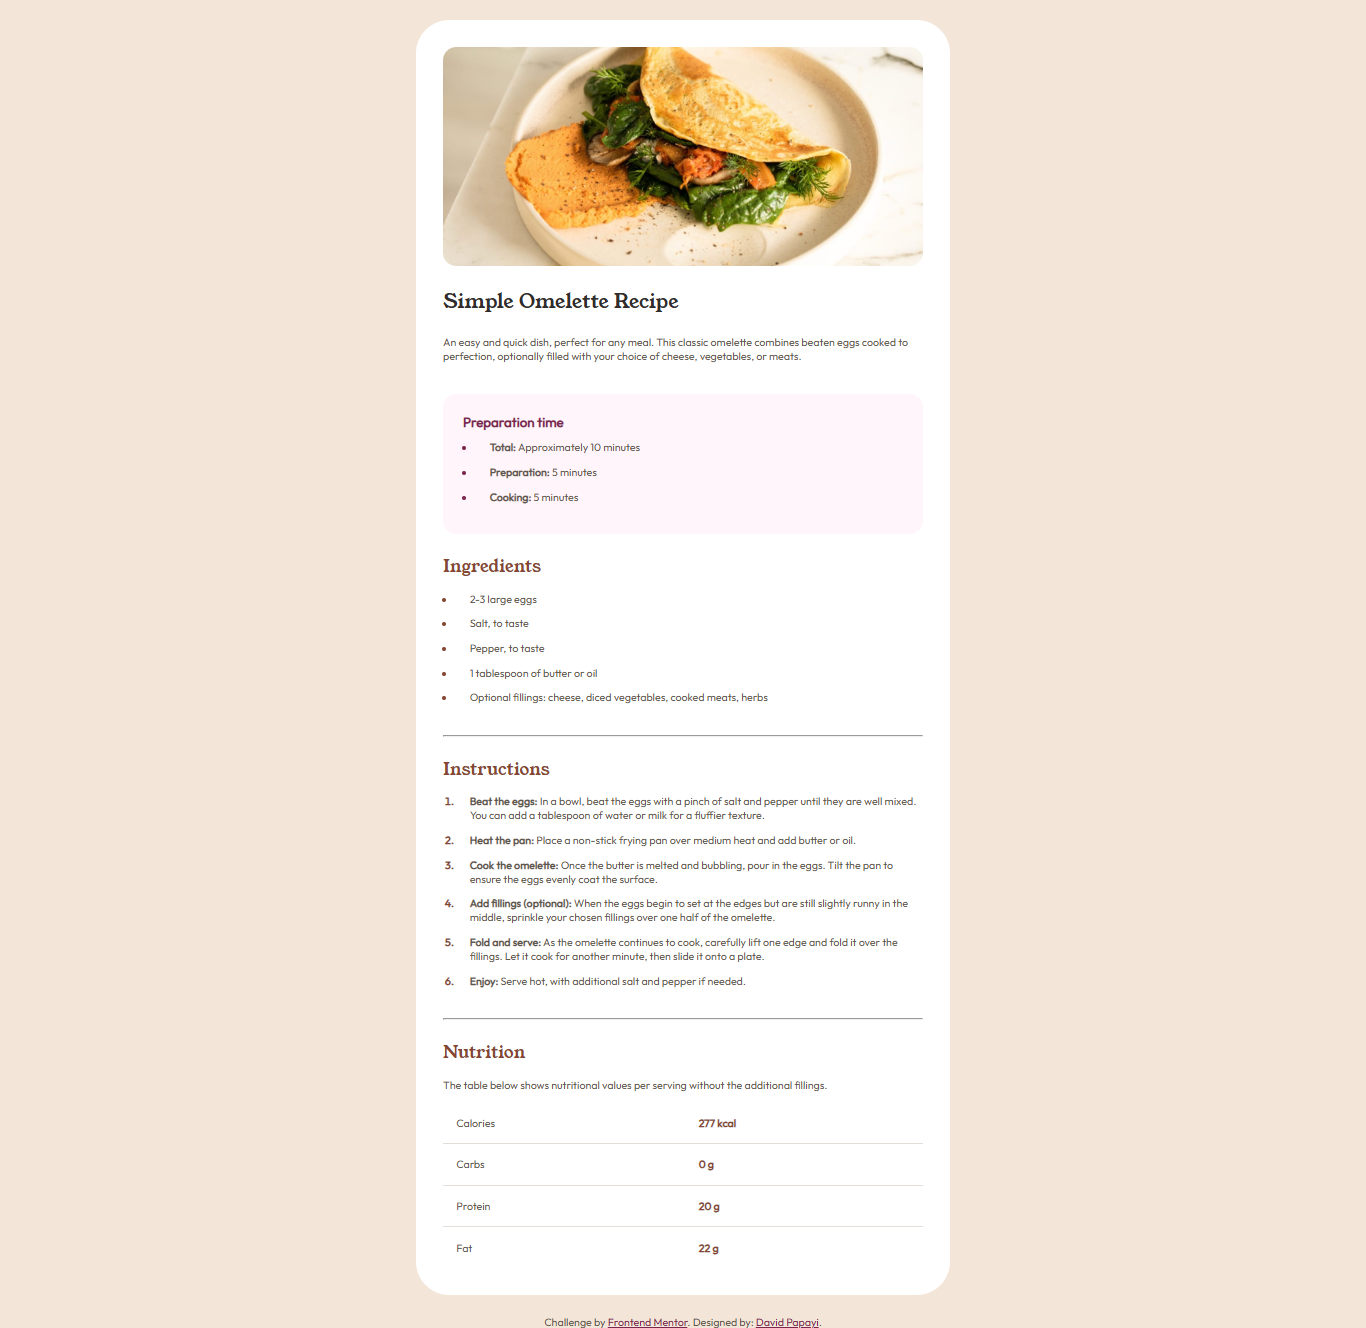 Simple Omelette Recipe
An easy and quick dish, perfect for any meal. This classic omelette combines beaten eggs cooked to
perfection, optionally filled with your choice of cheese, vegetables, or meats.
Preparation time
• Total: Approximately 10 minutes
• Preparation: 5 minutes
• Cooking: 5 minutes
Ingredients
• 2-3 large eggs
• Salt, to taste
• Pepper, to taste
• 1 tablespoon of butter or oil
• Optional fillings: cheese, diced vegetables, cooked meats, herbs
Instructions
1. Beat the eggs: In a bowl, beat the eggs with a pinch of salt and pepper until they are well mixed.
You can add a tablespoon of water or milk for a fluffier texture.
2. Heat the pan: Place a non-stick frying pan over medium heat and add butter or oil.
3. Cook the omelette: Once the butter is melted and bubbling, pour in the eggs. Tilt the pan to
ensure the eggs evenly coat the surface.
4. Add fillings (optional): When the eggs begin to set at the edges but are still slightly runny in the
middle, sprinkle your chosen fillings over one half of the omelette.
5. Fold and serve: As the omelette continues to cook, carefully lift one edge and fold it over the
fillings. Let it cook for another minute, then slide it onto a plate.
6. Enjoy: Serve hot, with additional salt and pepper if needed.
Nutrition
The table below shows nutritional values per serving without the additional fillings.
Calories 277 kcal
Carbs 0 g
Protein 20 g
Fat 22 g
Challenge by Frontend Mentor. Designed by: David Papayi.